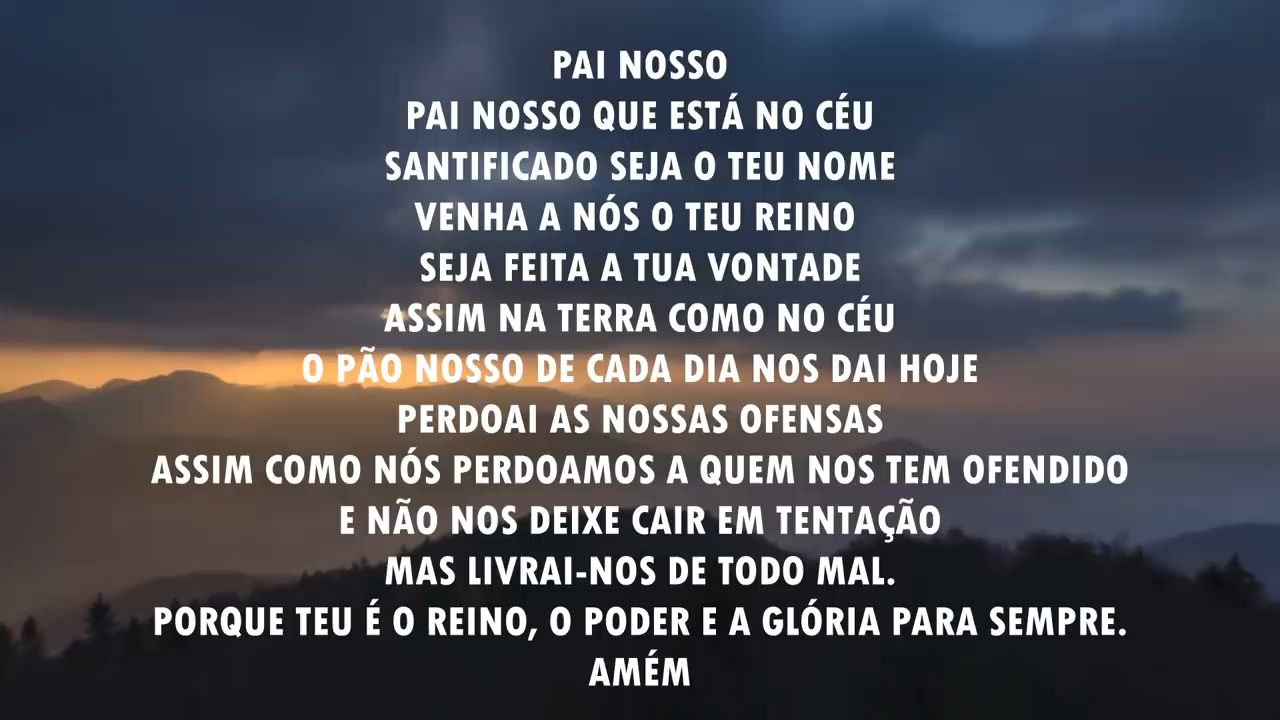 PAI NOSSO
PAI NOSSO QUE ESTÁ NO CÉU
SANTIFICADO SEJA O TEU NOME
VENHA A NÓS O TEU REINO
SEJA FEITA A TUA VONTADE
ASSIM NA TERRA COMO NO CÉU
O PÃO NOSSO DE CADA DIA NOS DAI HOJE
PERDOAI AS NOSSAS OFENSAS
ASSIM COMO NÓS PERDOAMOS A QUEM NOS TEM OFENDIDO
E NÃO NOS DEIXE CAIR EM TENTAÇÃO
MAS LIVRAI-NOS DE TODO MAL.
PORQUE TEU É O REINO, O PODER E A GLÓRIA PARA SEMPRE.
AMÉM